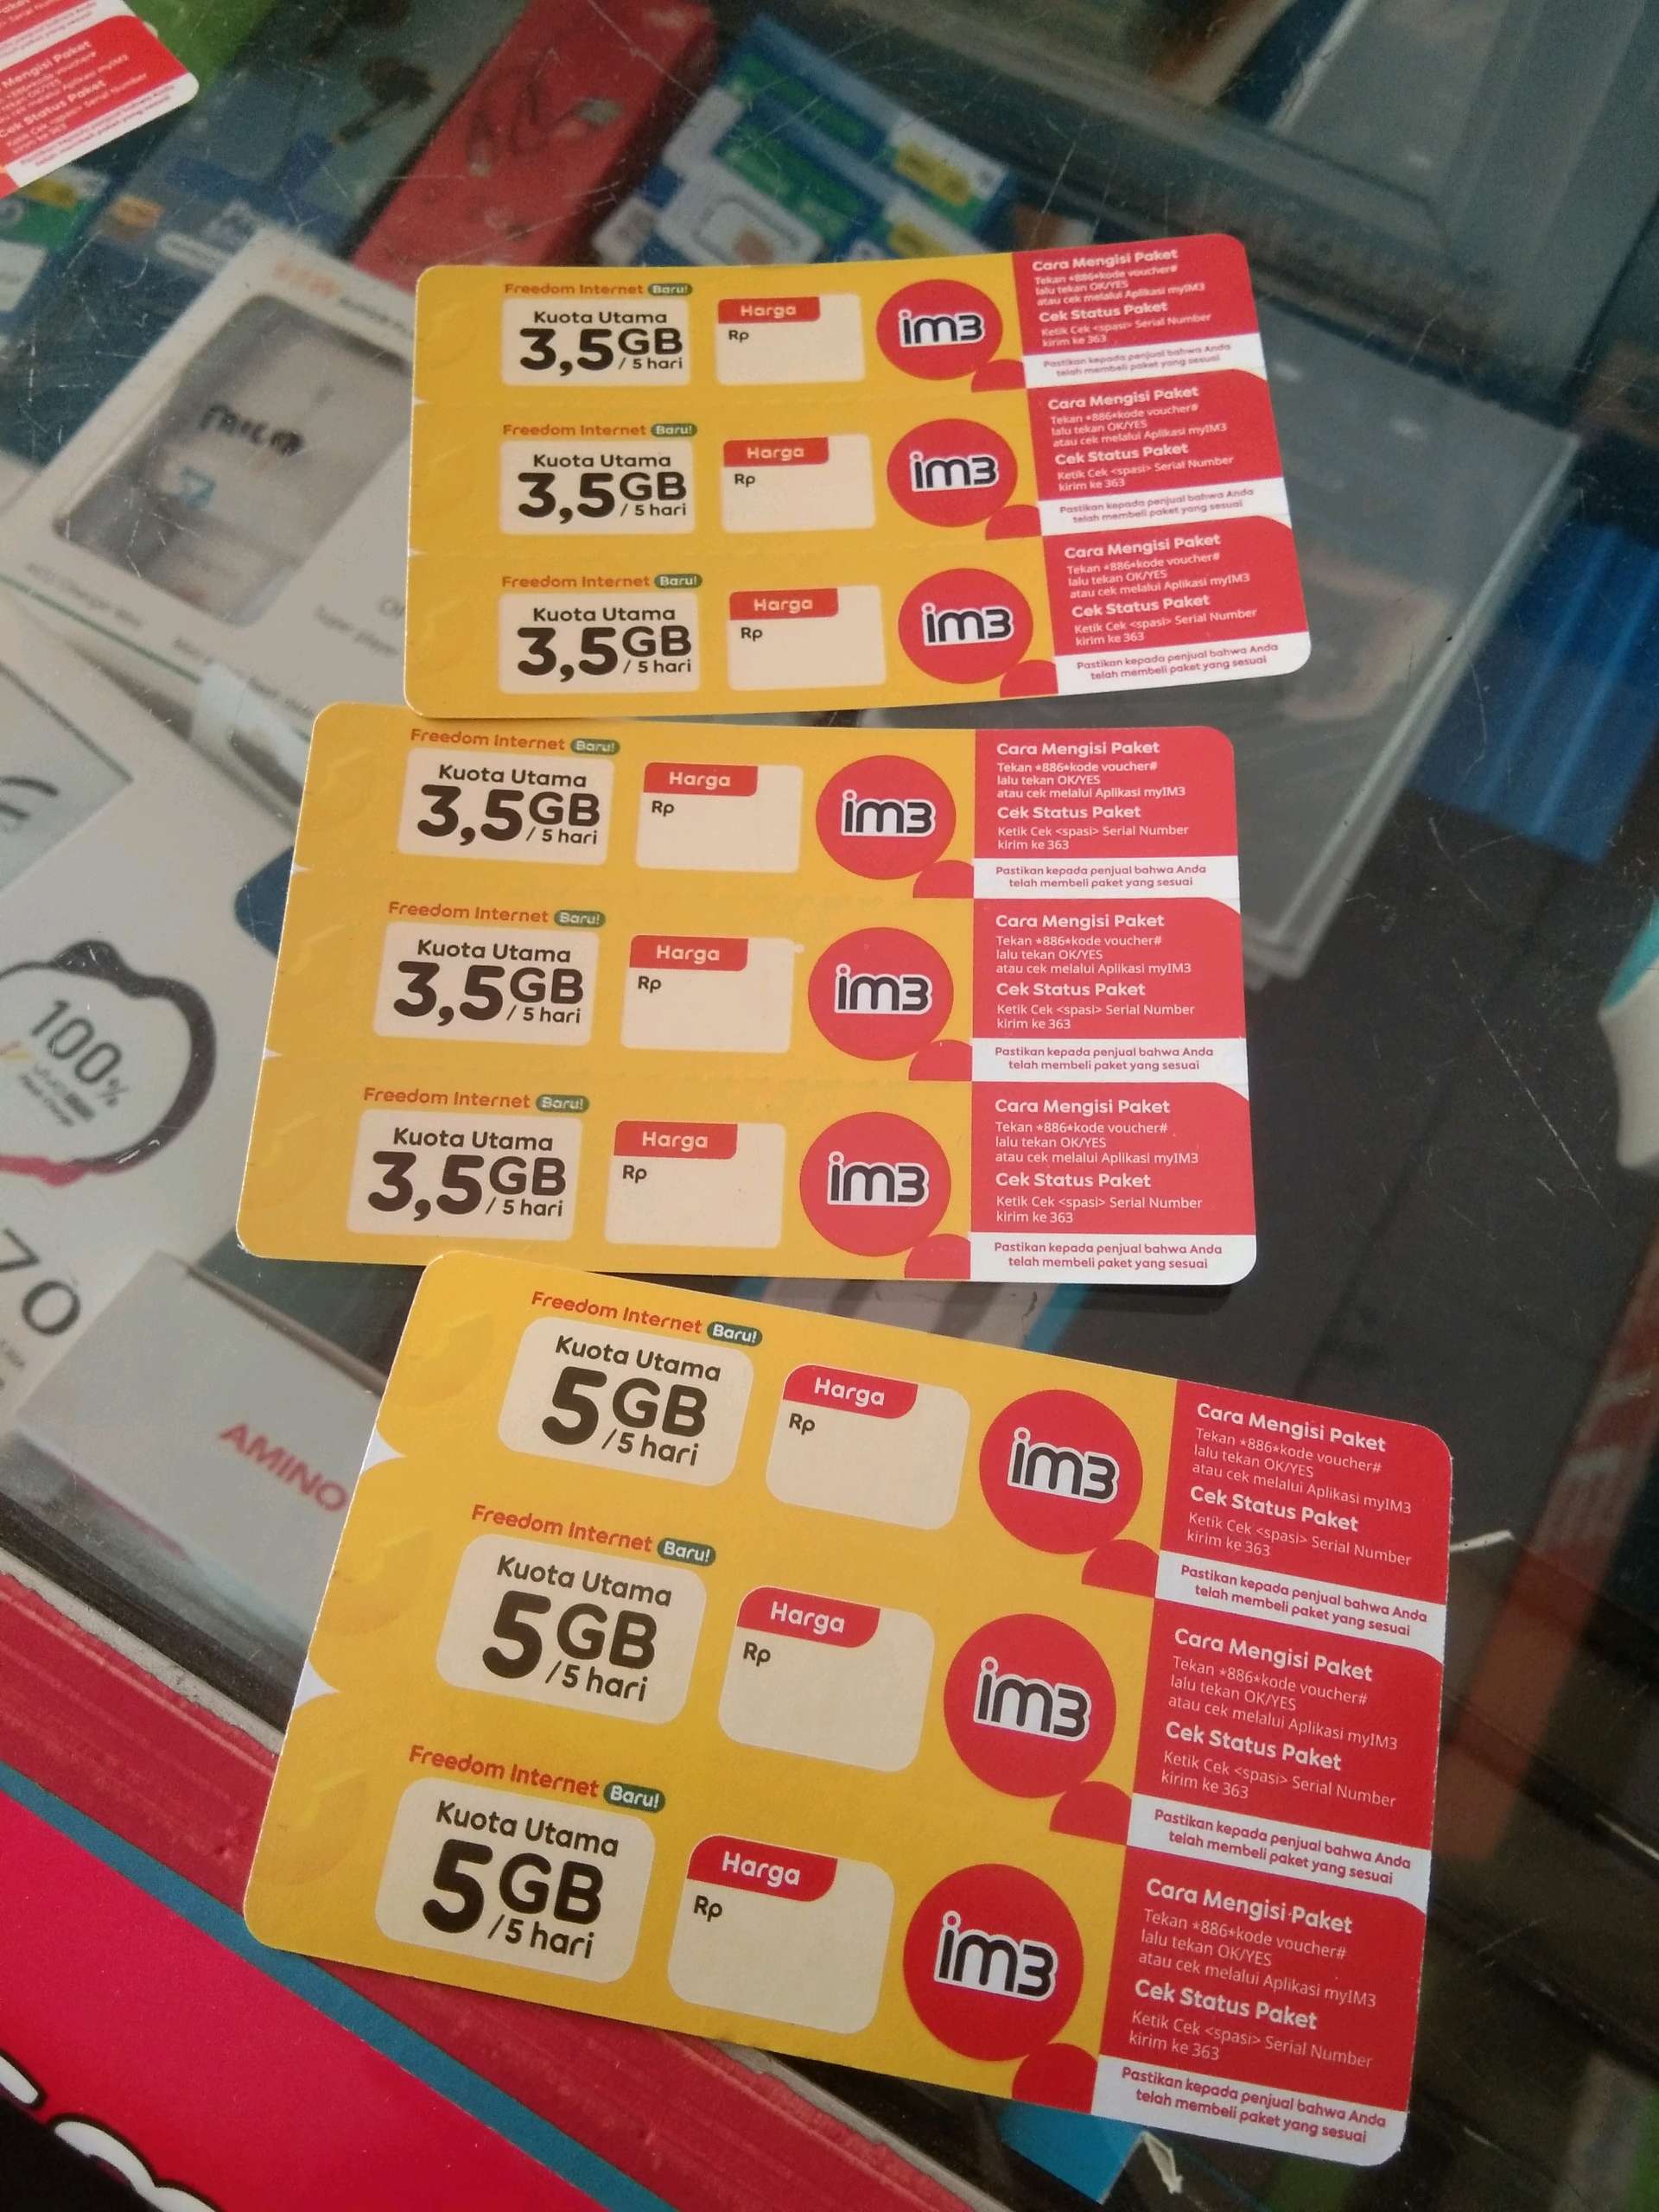 Mengisi Paket
Cek Status Paket
Freedom Internet Baru!
Kuota Utama
3,5GB
/ 5 hari
Harga
Rp
im3
Cara Mengisi Paket
Tekan *886*kode voucher#
lalu tekan OK/YES
atau cek melalui Aplikasi myIM3
Cek Status Paket
Ketik Cek <spasi> Serial Number
kirim ke 363
Pastikan kepada penjual bahwa Anda
telah membeli paket yang sesuai
Freedom Internet Baru!
Kuota Utama
3,5GB
/ 5 hari
Harga
Rp
im3
Cara Mengisi Paket
Tekan *886*kode voucher#
lalu tekan OK/YES
atau cek melalui Aplikasi myIM3
Cek Status Paket
Ketik Cek <spasi> Serial Number
kirim ke 363
Pastikan kepada penjual bahwa Anda
telah membeli paket yang sesuai
Freedom Internet Baru!
Kuota Utama
3,5GB
/ 5 hari
Harga
Rp
im3
Cara Mengisi Paket
Tekan *886*kode voucher#
lalu tekan OK/YES
atau cek melalui Aplikasi myIM3
Cek Status Paket
Ketik Cek <spasi> Serial Number
kirim ke 363
Pastikan kepada penjual bahwa Anda
telah membeli paket yang sesuai
Freedom Internet Baru!
Kuota Utama
3,5GB
/ 5 hari
Harga
Rp
im3
Cara Mengisi Paket
Tekan *886*kode voucher#
lalu tekan OK/YES
atau cek melalui Aplikasi myIM3
Cek Status Paket
Ketik Cek <spasi> Serial Number
kirim ke 363
Pastikan kepada penjual bahwa Anda
telah membeli paket yang sesuai
Freedom Internet Baru!
Kuota Utama
3,5GB
/ 5 hari
Harga
Rp
im3
Cara Mengisi Paket
Tekan *886*kode voucher#
lalu tekan OK/YES
atau cek melalui Aplikasi myIM3
Cek Status Paket
Ketik Cek <spasi> Serial Number
kirim ke 363
Pastikan kepada penjual bahwa Anda
telah membeli paket yang sesuai
Freedom Internet Baru!
Kuota Utama
3,5GB
/ 5 hari
Harga
Rp
im3
Cara Mengisi Paket
Tekan *886*kode voucher#
lalu tekan OK/YES
atau cek melalui Aplikasi myIM3
Cek Status Paket
Ketik Cek <spasi> Serial Number
kirim ke 363
Pastikan kepada penjual bahwa Anda
telah membeli paket yang sesuai
100%
70
AMINO
Freedom Internet Baru!
Kuota Utama
5GB
/5 hari
Harga
Rp
im3
Cara Mengisi Paket
Tekan *886*kode voucher#
lalu tekan OK/YES
atau cek melalui Aplikasi myIM3
Cek Status Paket
Ketik Cek <spasi> Serial Number
kirim ke 363
Pastikan kepada penjual bahwa Anda
telah membeli paket yang sesuai
Freedom Internet Baru!
Kuota Utama
5GB
/5 hari
Harga
Rp
im3
Cara Mengisi Paket
Tekan *886*kode voucher#
lalu tekan OK/YES
atau cek melalui Aplikasi myIM3
Cek Status Paket
Ketik Cek <spasi> Serial Number
kirim ke 363
Pastikan kepada penjual bahwa Anda
telah membeli paket yang sesuai
Freedom Internet Baru!
Kuota Utama
5GB
/5 hari
Harga
Rp
im3
Cara Mengisi Paket
Tekan *886*kode voucher#
lalu tekan OK/YES
atau cek melalui Aplikasi myIM3
Cek Status Paket
Ketik Cek <spasi> Serial Number
kirim ke 363
Pastikan kepada penjual bahwa Anda
telah membeli paket yang sesuai